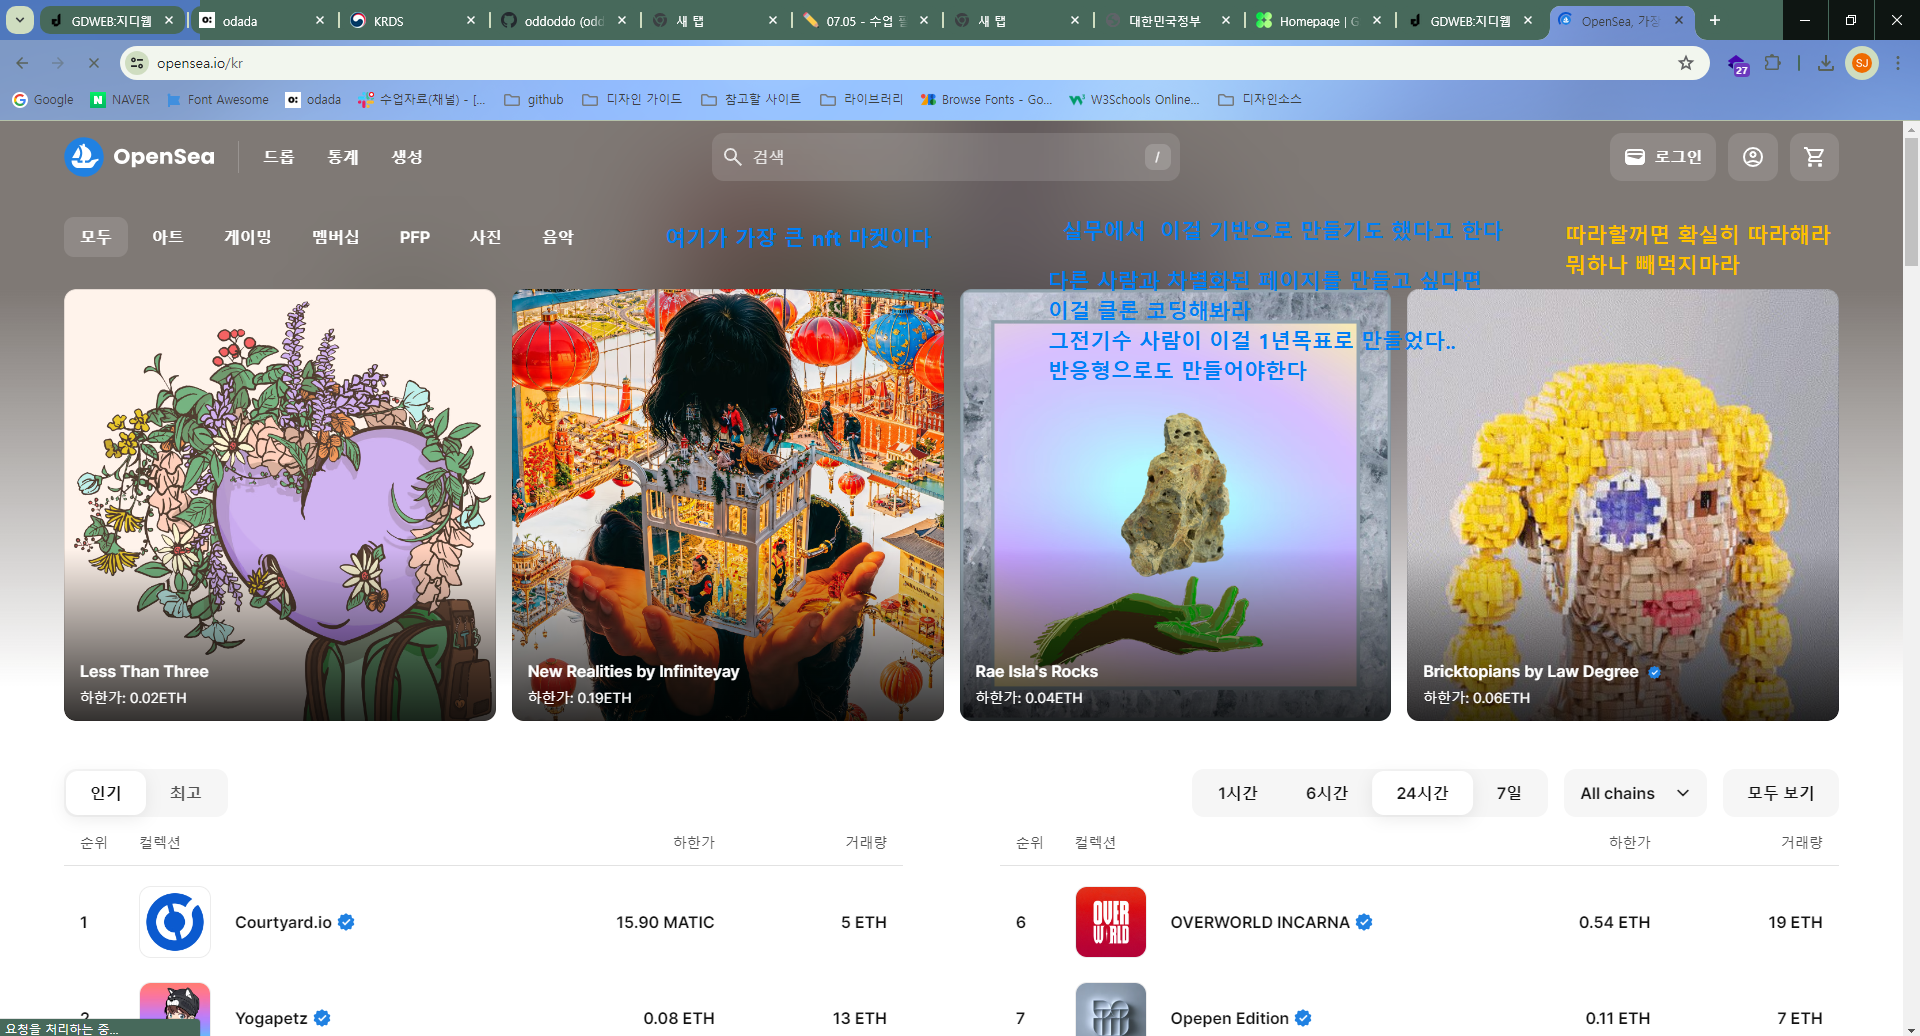 GDWEB:지디웹
odada
KRDS
oddoddo (odd
새 탭
07.05 - 수업 필
새 탭
대한민국정부
Homepage | G
GDWEB:지디웹
OpenSea, 가장
opensea.io/kr
27
SJ
Google
NAVER
Font Awesome
odada
수업자료(채널) - [...
github
디자인 가이드
참고할 사이트
라이브러리
Browse Fonts - Go...
W3Schools Online...
디자인소스
OpenSea
드롭
통계
생성
검색
/
로그인
모두
아트
게이밍
멤버십
PFP
사진
음악
여기가 가장 큰 nft 마켓이다
실무에서 이걸 기반으로 만들기도 했다고 한다
따라할꺼면 확실히 따라해라
뭐하나 빼먹지마라
다른 사람과 차별화된 페이지를 만들고 싶다면
이걸 클론 코딩해봐라
그전기수 사람이 이걸 1년목표로 만들었다..
반응형으로도 만들어야한다
Less Than Three
하한가: 0.02ETH
New Realities by Infiniteyay
하한가: 0.19ETH
Rae Isla's Rocks
하한가: 0.04ETH
Bricktopians by Law Degree
하한가: 0.06ETH
인기
최고
1시간
6시간
24시간
7일
All chains
모두 보기
순위
컬렉션
하한가
거래량
순위
컬렉션
하한가
거래량
1
Courtyard.io
15.90 MATIC
5 ETH
6
OVER
WORLD
OVERWORLD INCARNA
0.54 ETH
19 ETH
2
Yogapetz
0.08 ETH
13 ETH
7
Opepen Edition
0.11 ETH
7 ETH
요청을 처리하는 중...